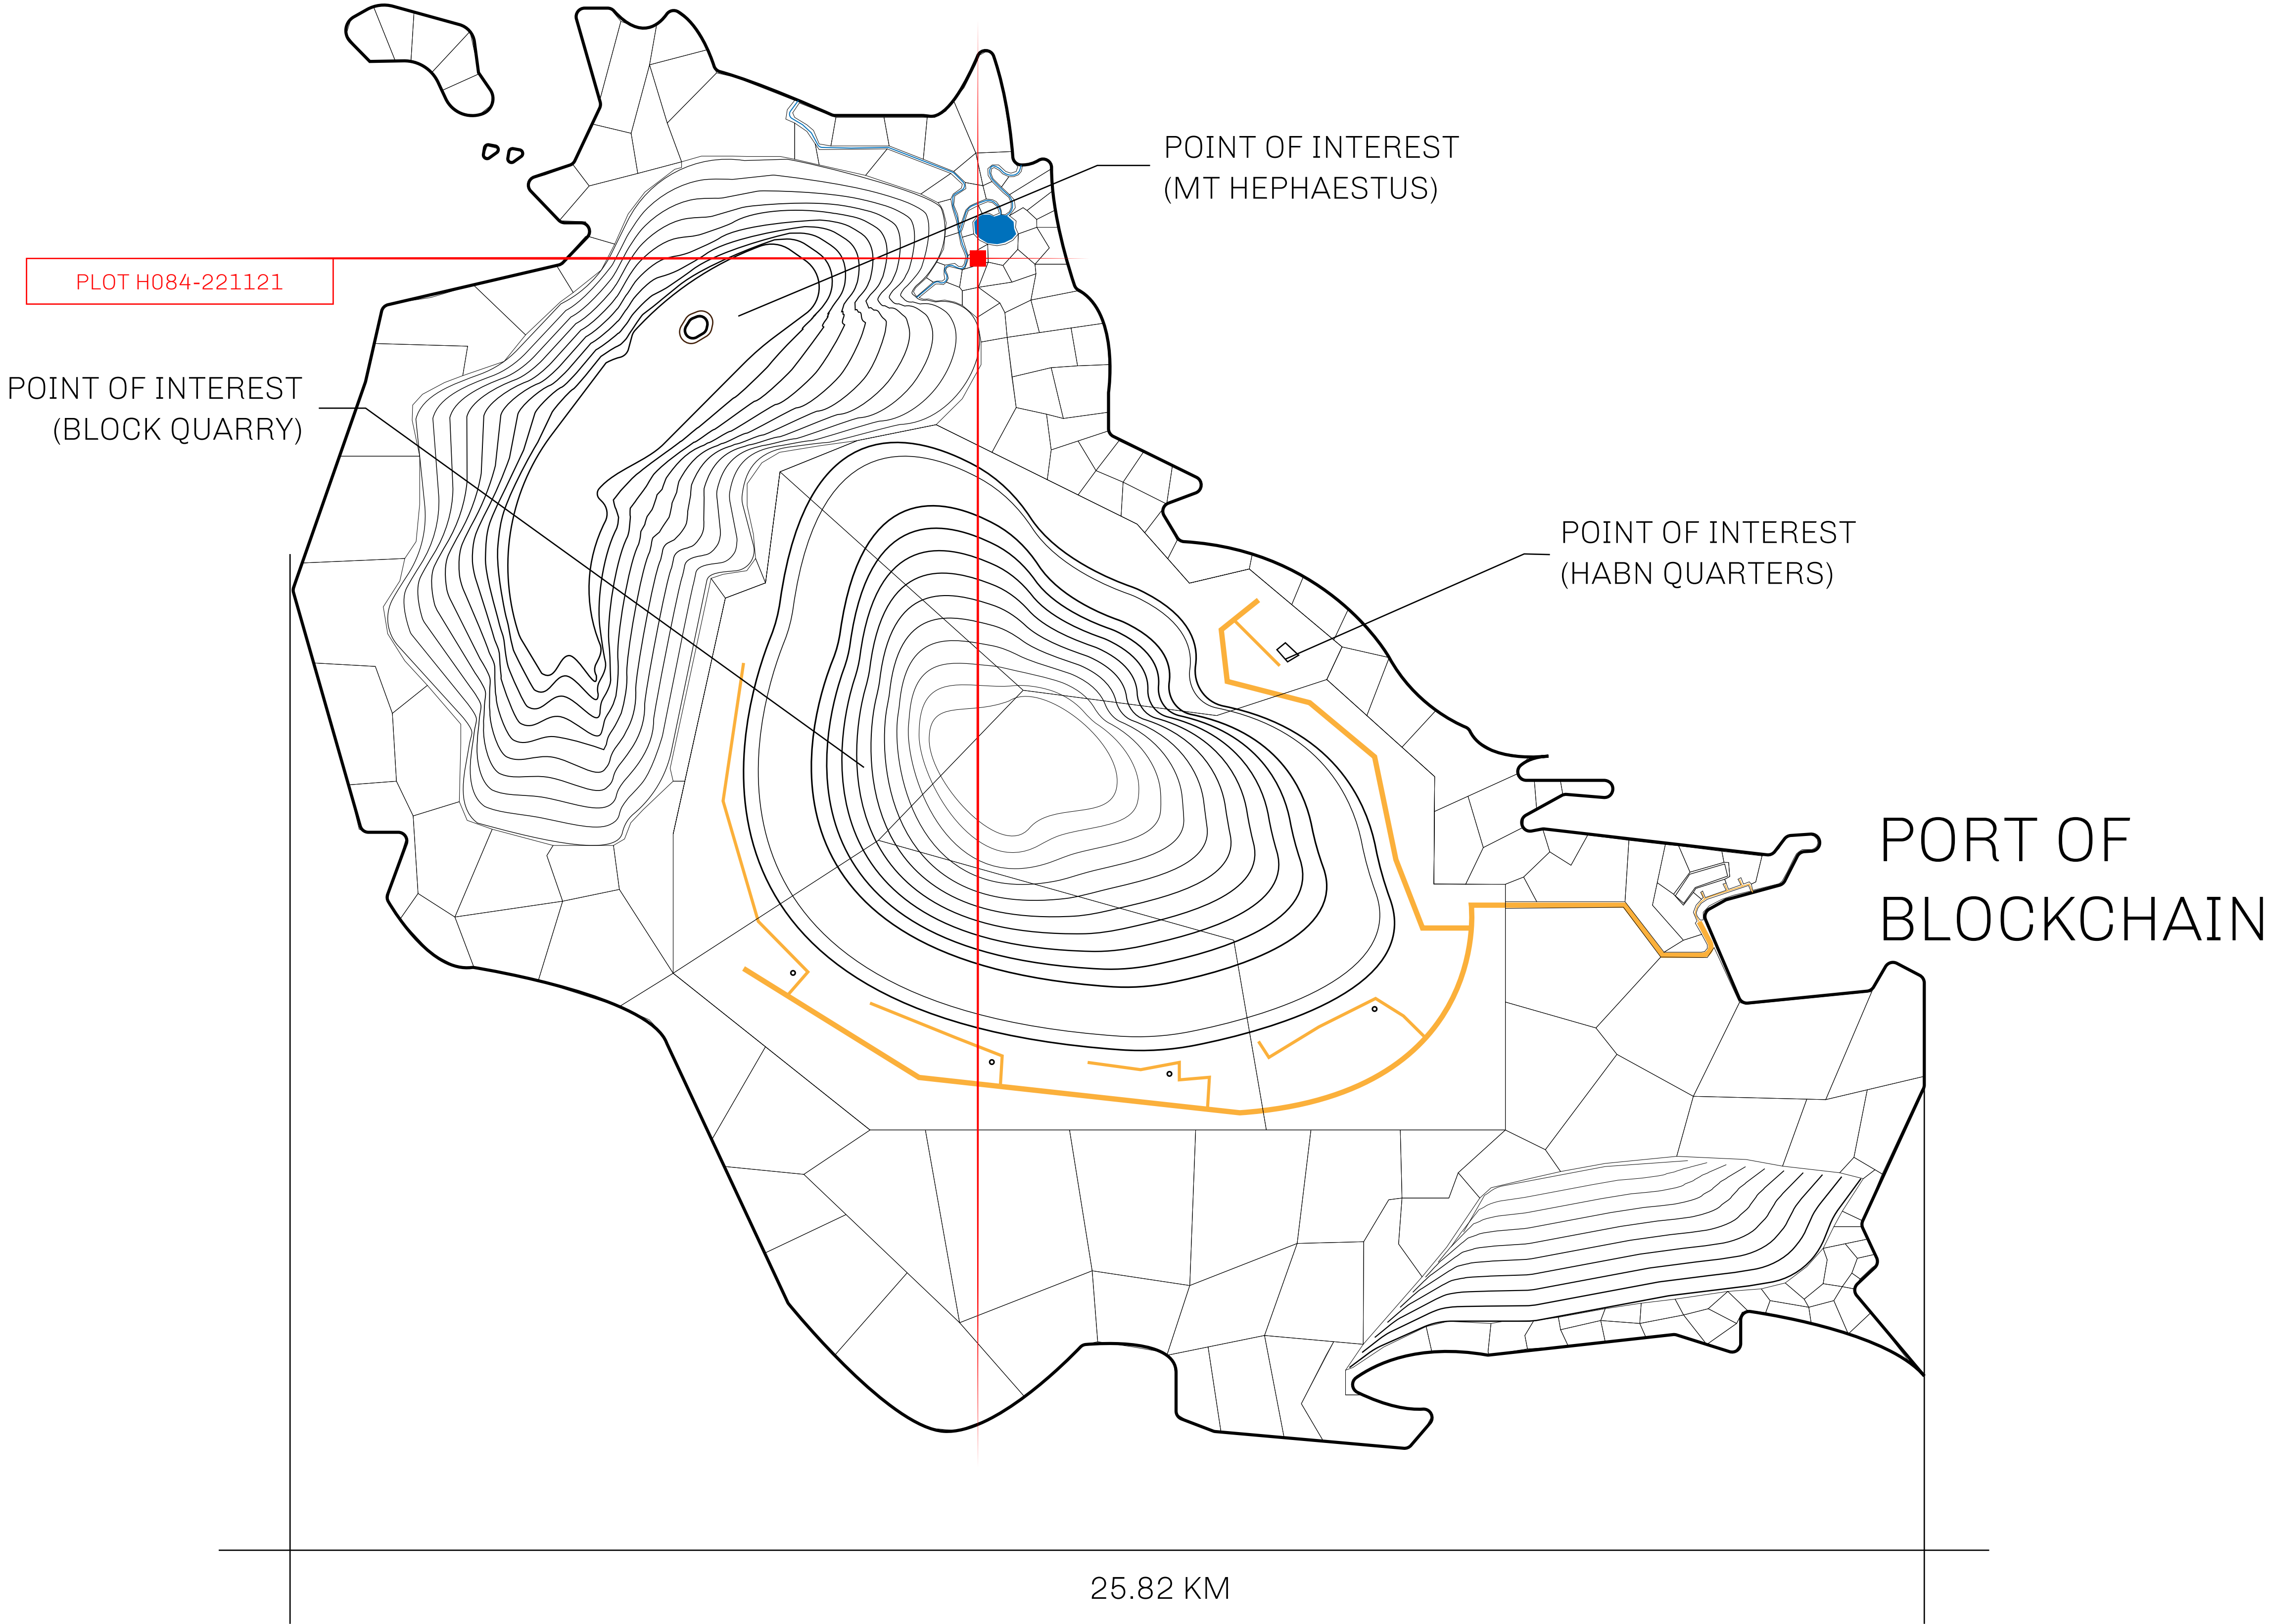 POINT OF INTEREST
(MT HEPHAESTUS)
PLOT H084-221121
POINT OF INTEREST
(BLOCK QUARRY)
POINT OF INTEREST
(HABN QUARTERS)
PORT OF
BLOCKCHAIN
25.82 KM